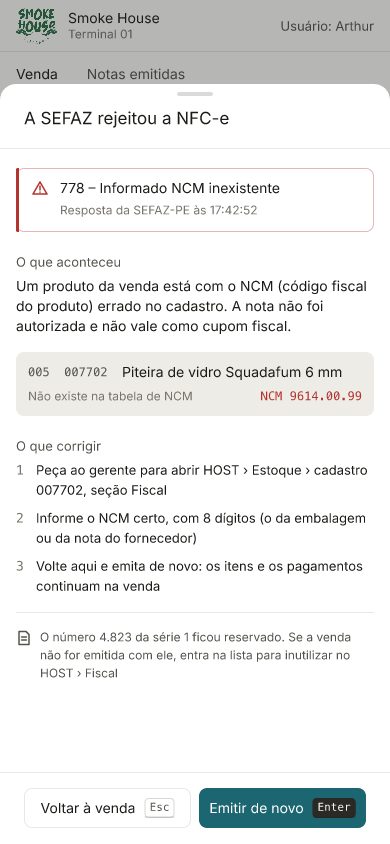 SMOKE
HOUSE
Smoke House
Terminal 01
Usuário: Arthur
Venda
Notas emitidas
A SEFAZ rejeitou a NFC-e
778 – Informado NCM inexistente
Resposta da SEFAZ-PE às 17:42:52
O que aconteceu
Um produto da venda está com o NCM (código fiscal
do produto) errado no cadastro. A nota não foi
autorizada e não vale como cupom fiscal.
005 007702 Piteira de vidro Squadafum 6 mm
Não existe na tabela de NCM NCM 9614.00.99
O que corrigir
1 Peça ao gerente para abrir HOST › Estoque › cadastro
007702, seção Fiscal
2 Informe o NCM certo, com 8 dígitos (o da embalagem
ou da nota do fornecedor)
3 Volte aqui e emita de novo: os itens e os pagamentos
continuam na venda
O número 4.823 da série 1 ficou reservado. Se a venda
não for emitida com ele, entra na lista para inutilizar no
HOST › Fiscal
Voltar à venda Esc
Emitir de novo Enter